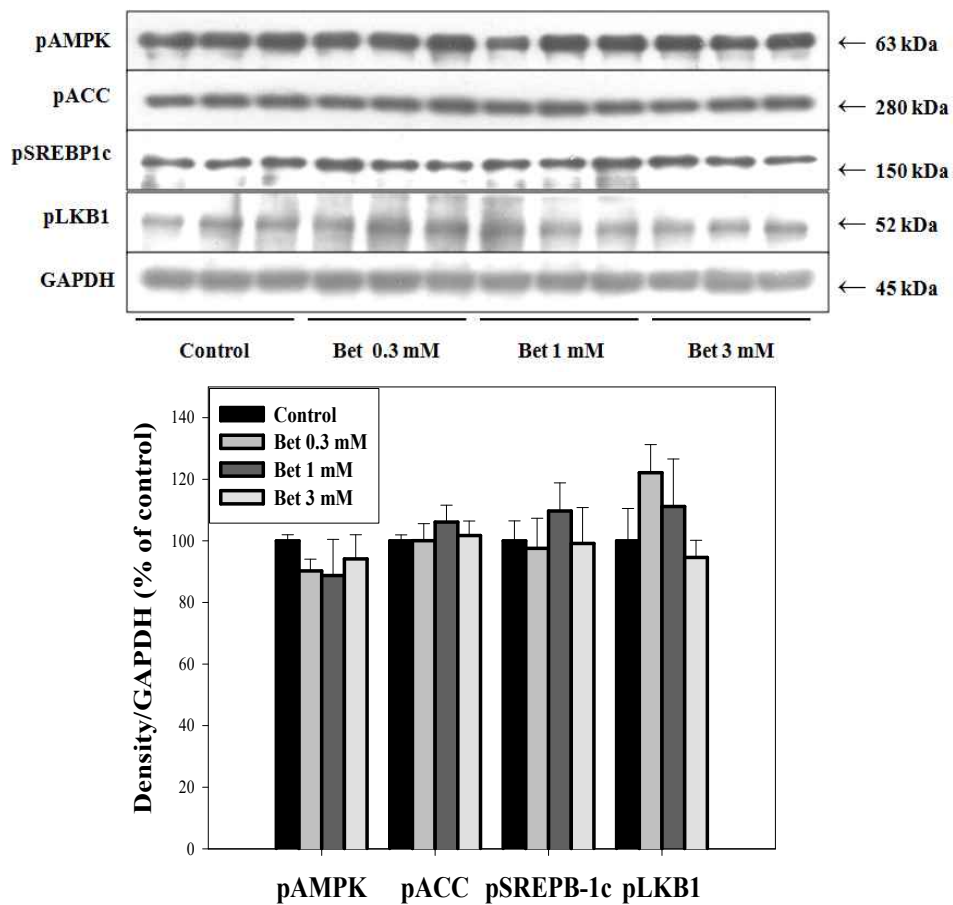 pAMPK ← 63 kDa
pACC ← 280 kDa
pSREBP1c ← 150 kDa
pLKB1 ← 52 kDa
GAPDH ← 45 kDa
Control Bet 0.3 mM Bet 1 mM Bet 3 mM
Density/GAPDH (% of control)
140
120
100
80
60
40
20
0
Control
Bet 0.3 mM
Bet 1 mM
Bet 3 mM
pAMPK pACC pSREPB-1c pLKB1